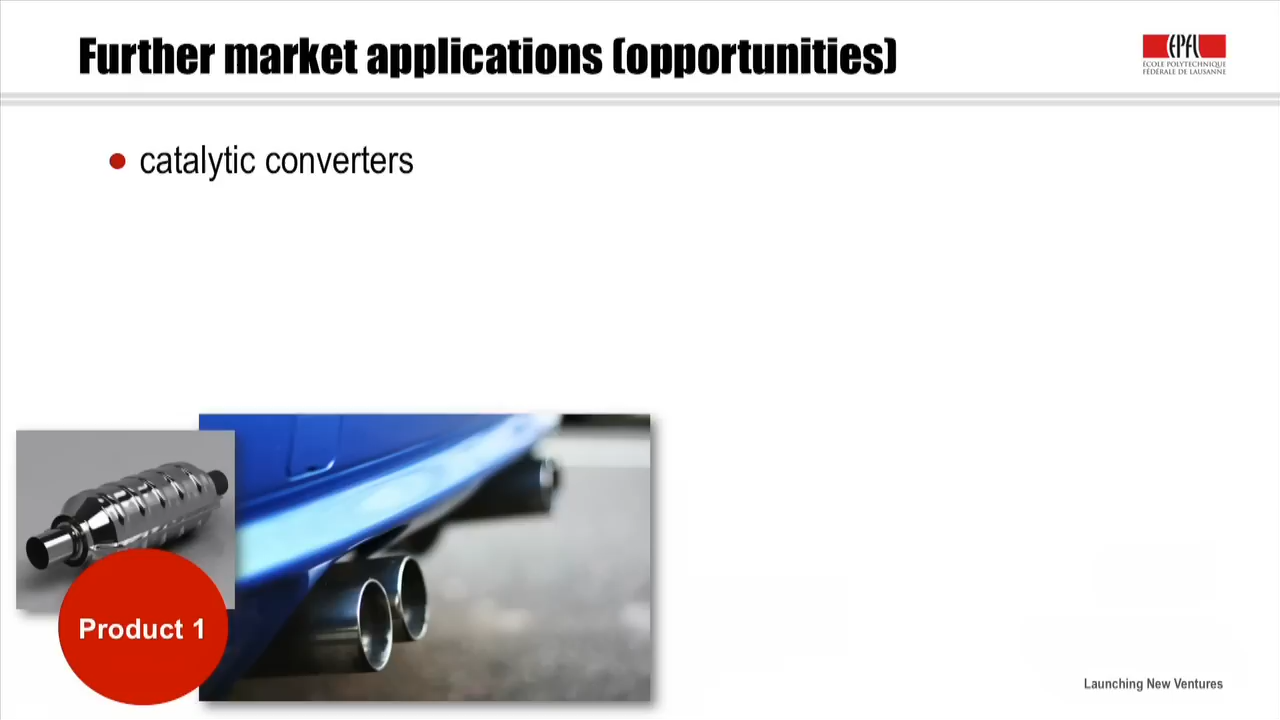 Further market applications (opportunities)
EPFL
ÉCOLE POLYTECHNIQUE
FÉDÉRALE DE LAUSANNE
catalytic converters
Product 1
Launching New Ventures